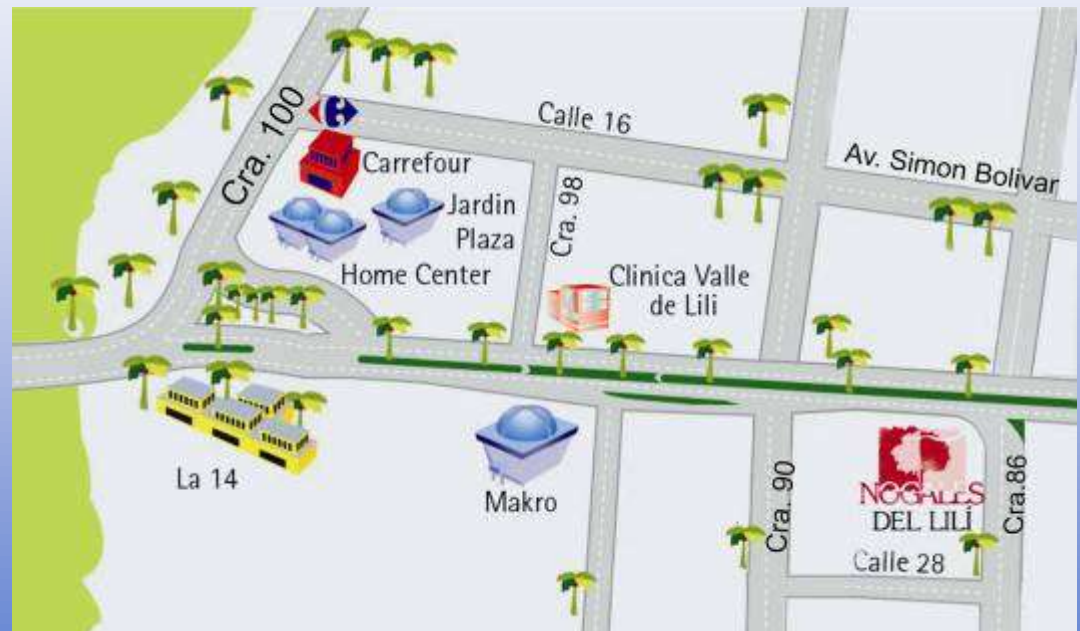 Cra. 100
Calle 16
Carrefour
Av. Simon Bolivar
Cra. 98
Jardin
Plaza
Home Center
Clinica Valle
de Lili
La 14
Makro
Cra. 90
NOGALES
DEL LILÍ
Cra.86
Calle 28